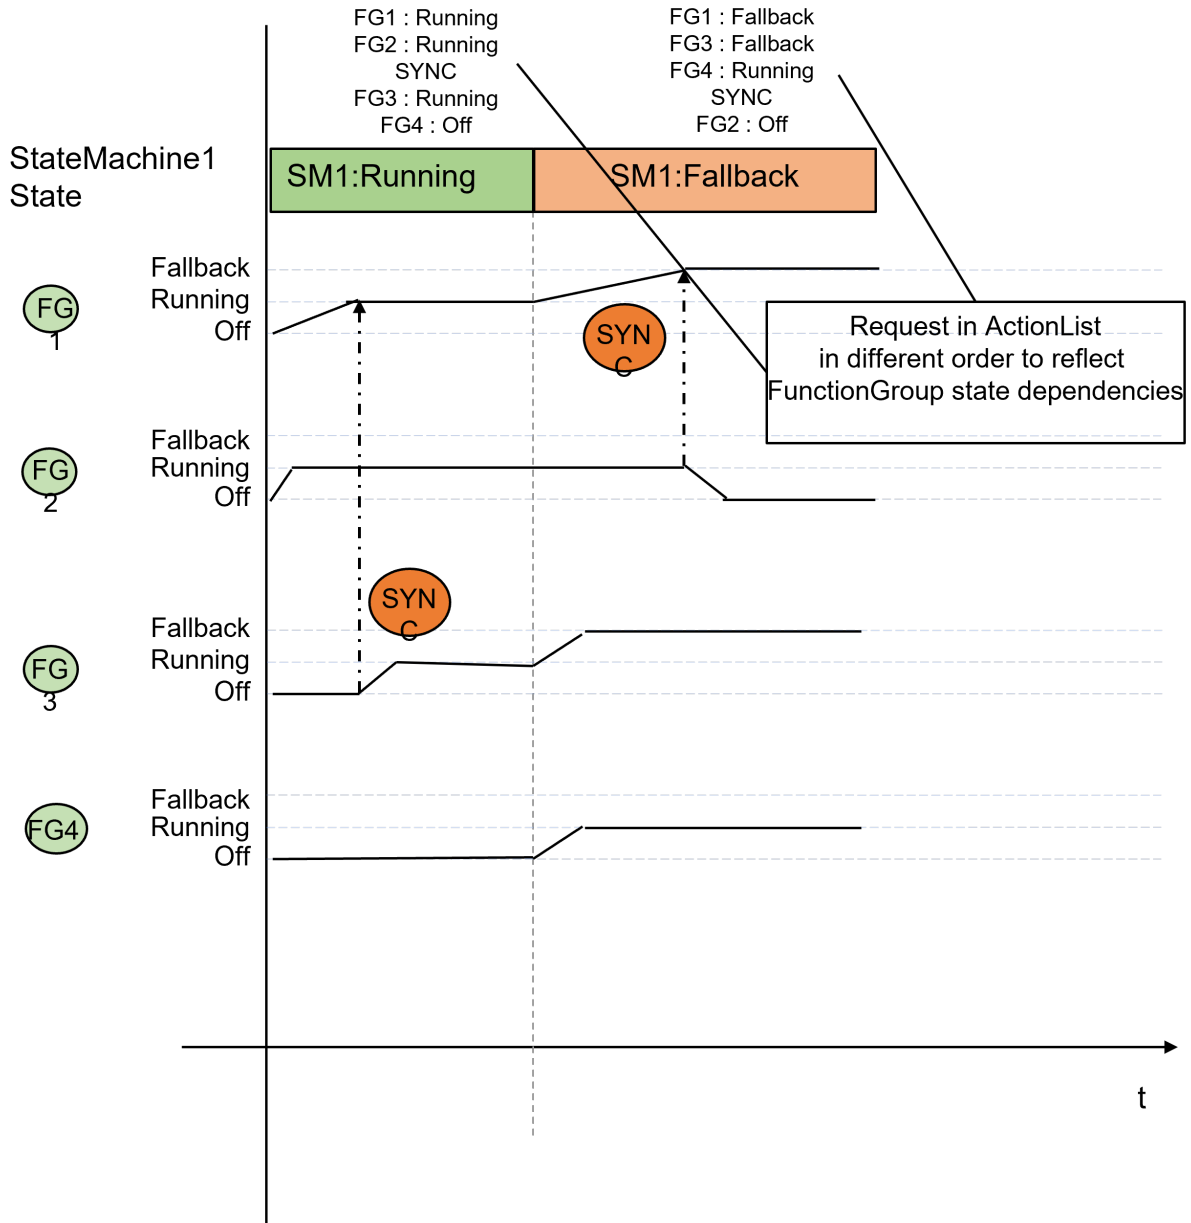 FG1 : Running
FG2 : Running
SYNC
FG3 : Running
FG4 : Off
FG1 : Fallback
FG3 : Fallback
FG4 : Running
SYNC
FG2 : Off
StateMachine1
State
SM1:Running
SM1:Fallback
Fallback
Running
Off
FG
1
SYN
C
Request in ActionList
in different order to reflect
FunctionGroup state dependencies
Fallback
Running
Off
FG
2
SYN
C
Fallback
Running
Off
FG
3
Fallback
Running
Off
FG4
t